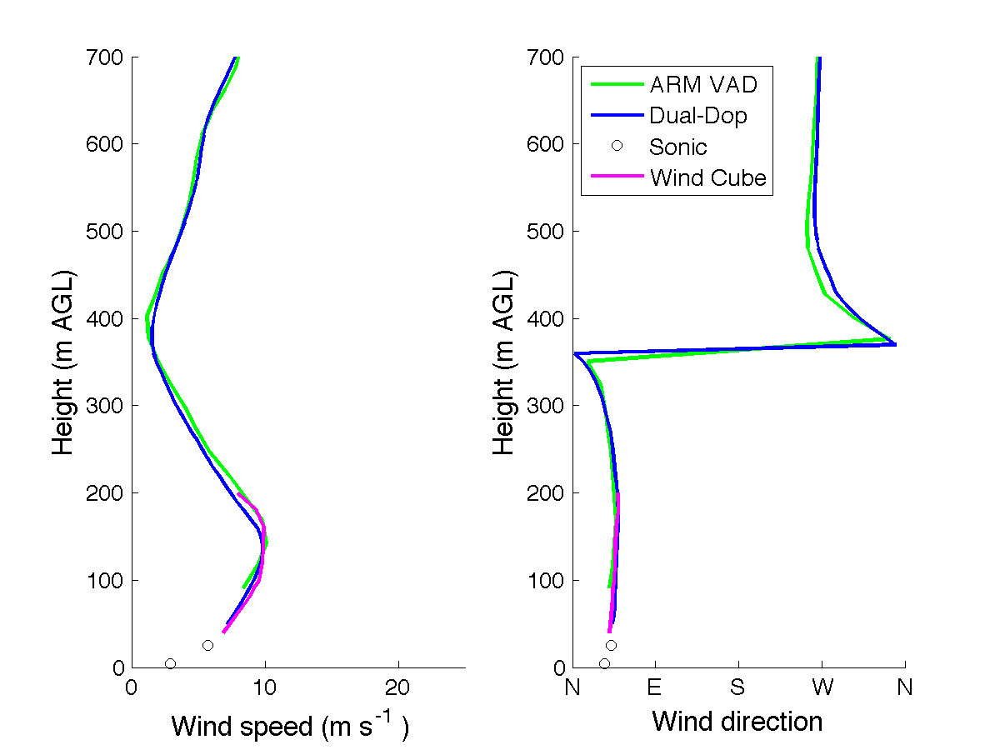 700
600
500
400
300
200
100
0
Height (m AGL)
0 10 20
Wind speed (m s⁻¹ )
700
600
500
400
300
200
100
0
Height (m AGL)
ARM VAD
Dual-Dop
Sonic
Wind Cube
N E S W N
Wind direction